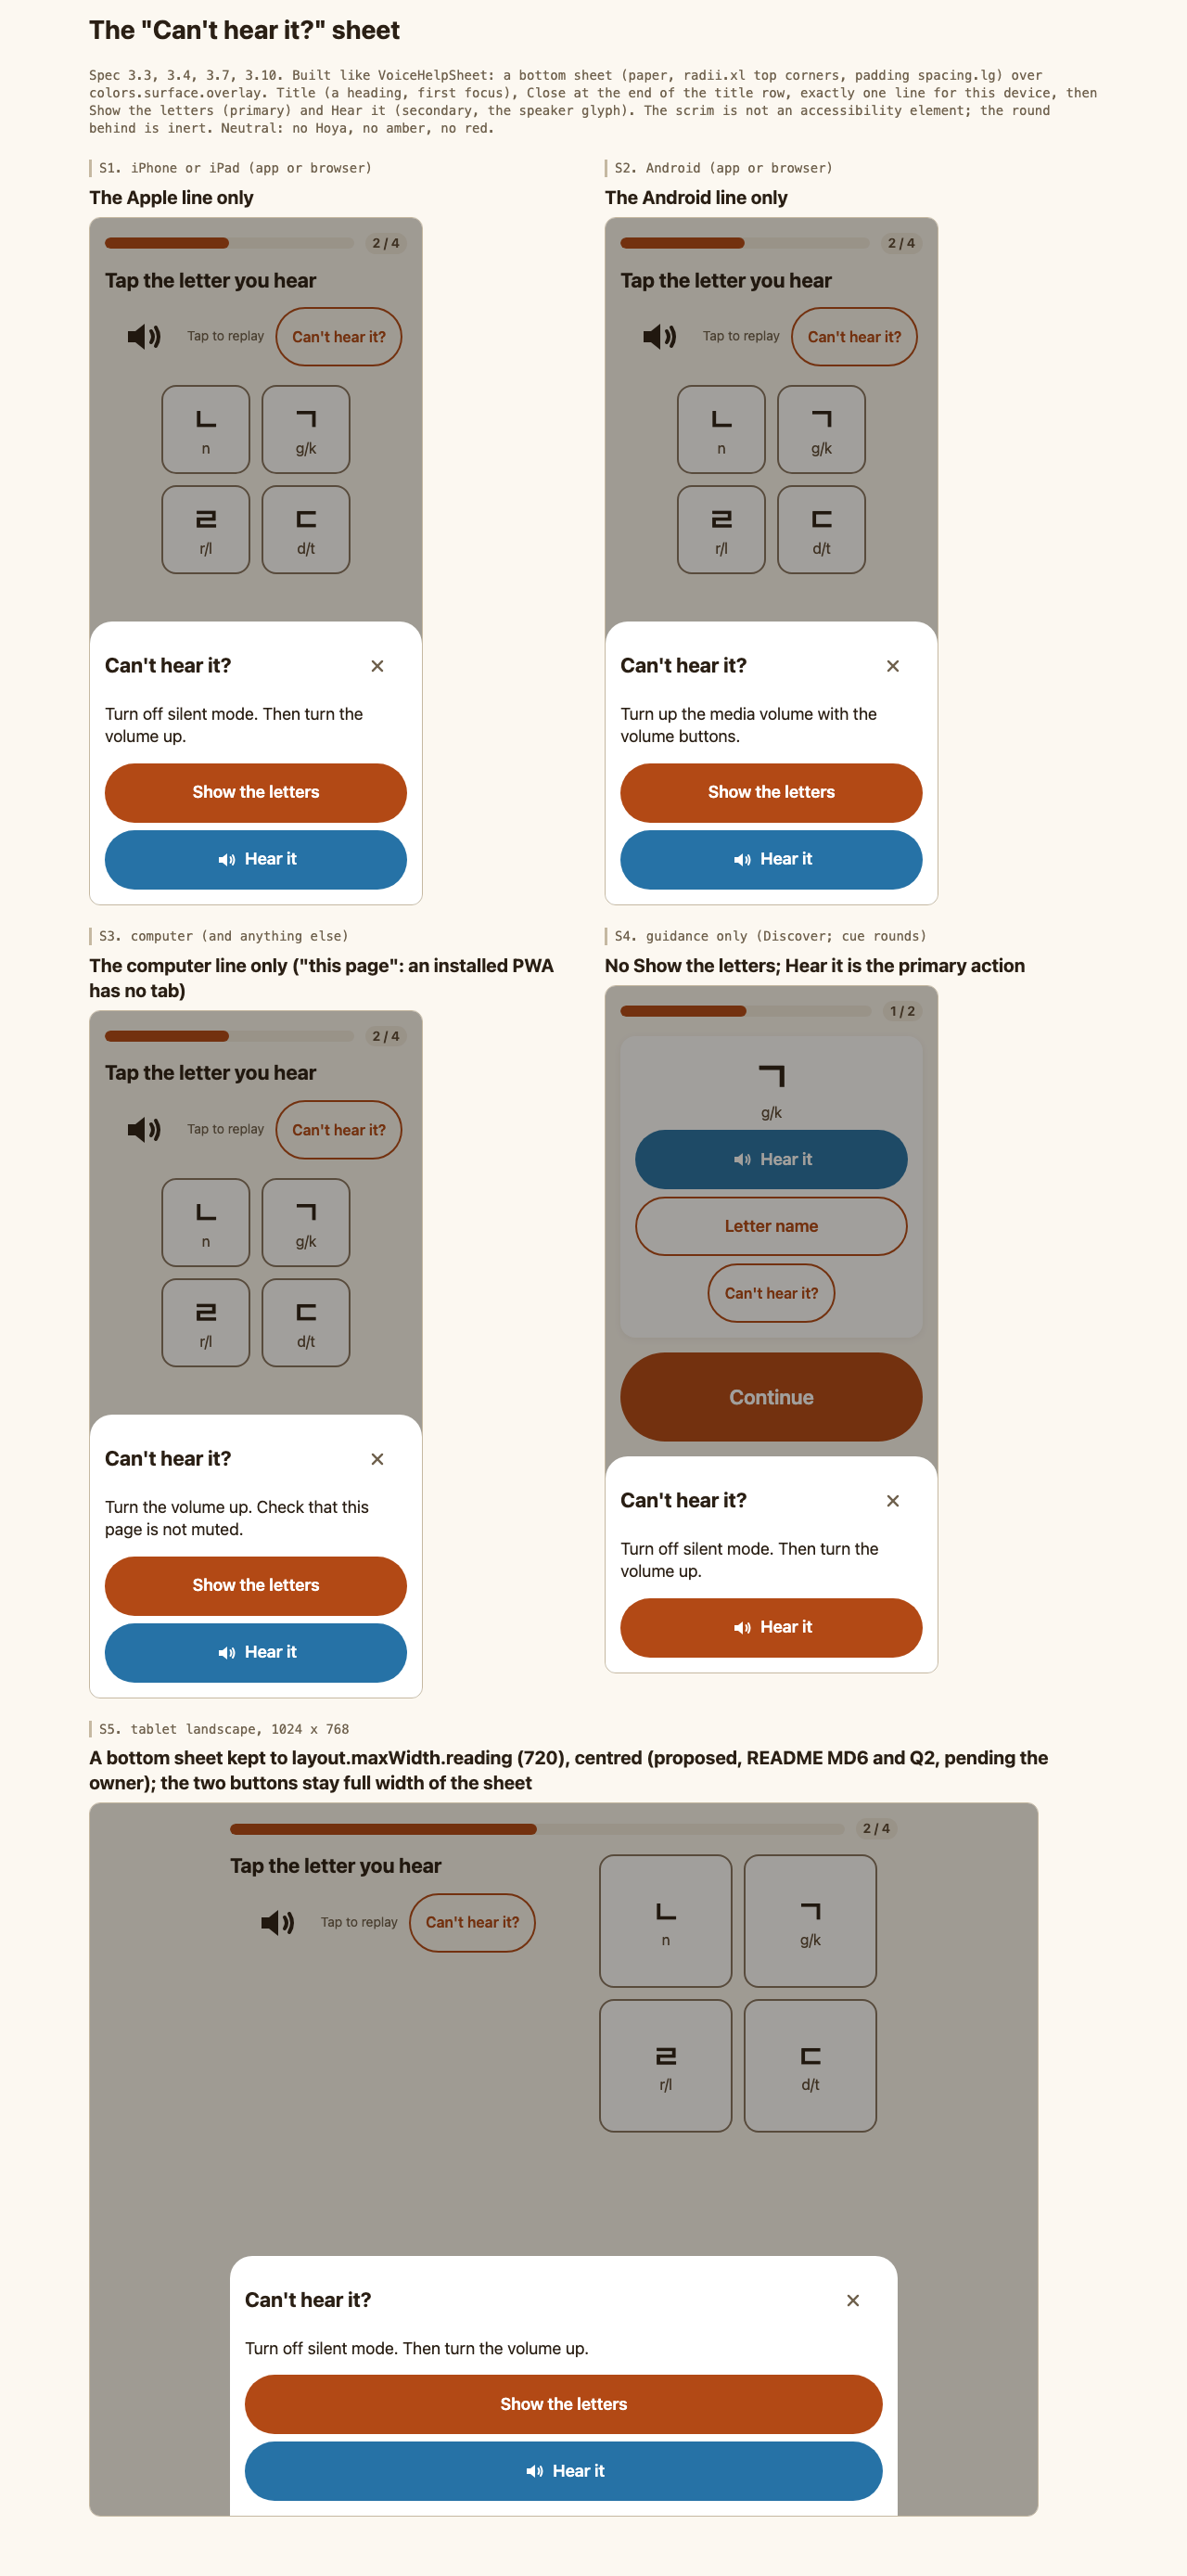 The "Can't hear it?" sheet
Spec 3.3, 3.4, 3.7, 3.10. Built like VoiceHelpSheet: a bottom sheet (paper, radii.xl top corners, padding spacing.lg) over
colors.surface.overlay. Title (a heading, first focus), Close at the end of the title row, exactly one line for this device, then
Show the letters (primary) and Hear it (secondary, the speaker glyph). The scrim is not an accessibility element; the round
behind is inert. Neutral: no Hoya, no amber, no red.
S1. iPhone or iPad (app or browser)
The Apple line only
2 / 4
Tap the letter you hear
Tap to replay
Can't hear it?
ㄴ
n
ㄱ
g/k
ㄹ
r/l
ㄷ
d/t
Can't hear it?
✕
Turn off silent mode. Then turn the
volume up.
Show the letters
Hear it
S2. Android (app or browser)
The Android line only
2 / 4
Tap the letter you hear
Tap to replay
Can't hear it?
ㄴ
n
ㄱ
g/k
ㄹ
r/l
ㄷ
d/t
Can't hear it?
✕
Turn up the media volume with the
volume buttons.
Show the letters
Hear it
S3. computer (and anything else)
The computer line only ("this page": an installed PWA
has no tab)
2 / 4
Tap the letter you hear
Tap to replay
Can't hear it?
ㄴ
n
ㄱ
g/k
ㄹ
r/l
ㄷ
d/t
Can't hear it?
✕
Turn the volume up. Check that this
page is not muted.
Show the letters
Hear it
S4. guidance only (Discover; cue rounds)
No Show the letters; Hear it is the primary action
1 / 2
ㄱ
g/k
Hear it
Letter name
Can't hear it?
Continue
Can't hear it?
✕
Turn off silent mode. Then turn the
volume up.
Hear it
S5. tablet landscape, 1024 x 768
A bottom sheet kept to layout.maxWidth.reading (720), centred (proposed, README MD6 and Q2, pending the
owner); the two buttons stay full width of the sheet
2 / 4
Tap the letter you hear
Tap to replay
Can't hear it?
ㄴ
n
ㄱ
g/k
ㄹ
r/l
ㄷ
d/t
Can't hear it?
✕
Turn off silent mode. Then turn the volume up.
Show the letters
Hear it